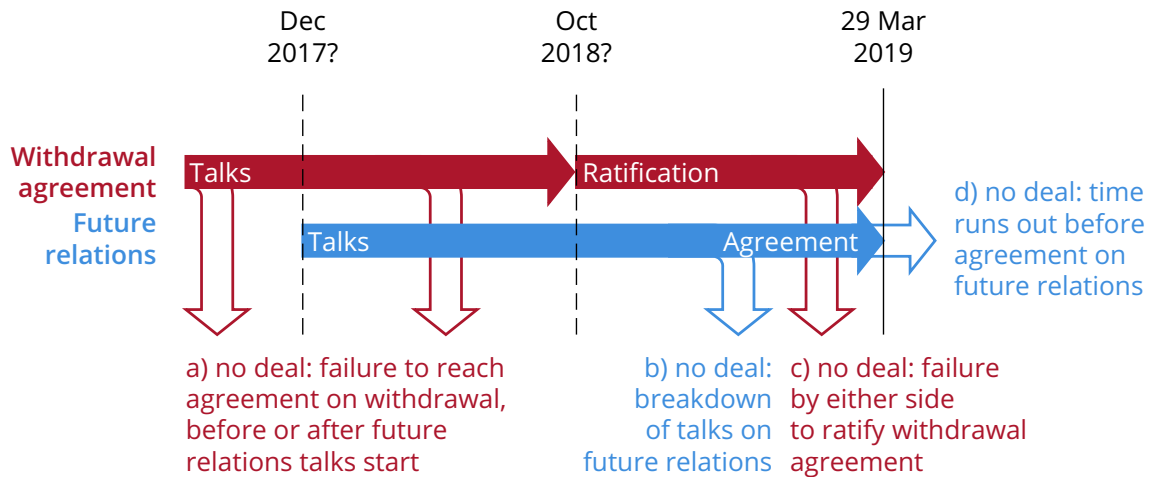 Dec
2017?
Oct
2018?
29 Mar
2019
Withdrawal
agreement
Talks
Ratification
Future
relations
Talks
Agreement
d) no deal: time
runs out before
agreement on
future relations
a) no deal: failure to reach
agreement on withdrawal,
before or after future
relations talks start
b) no deal:
breakdown
of talks on
future relations
c) no deal: failure
by either side
to ratify withdrawal
agreement